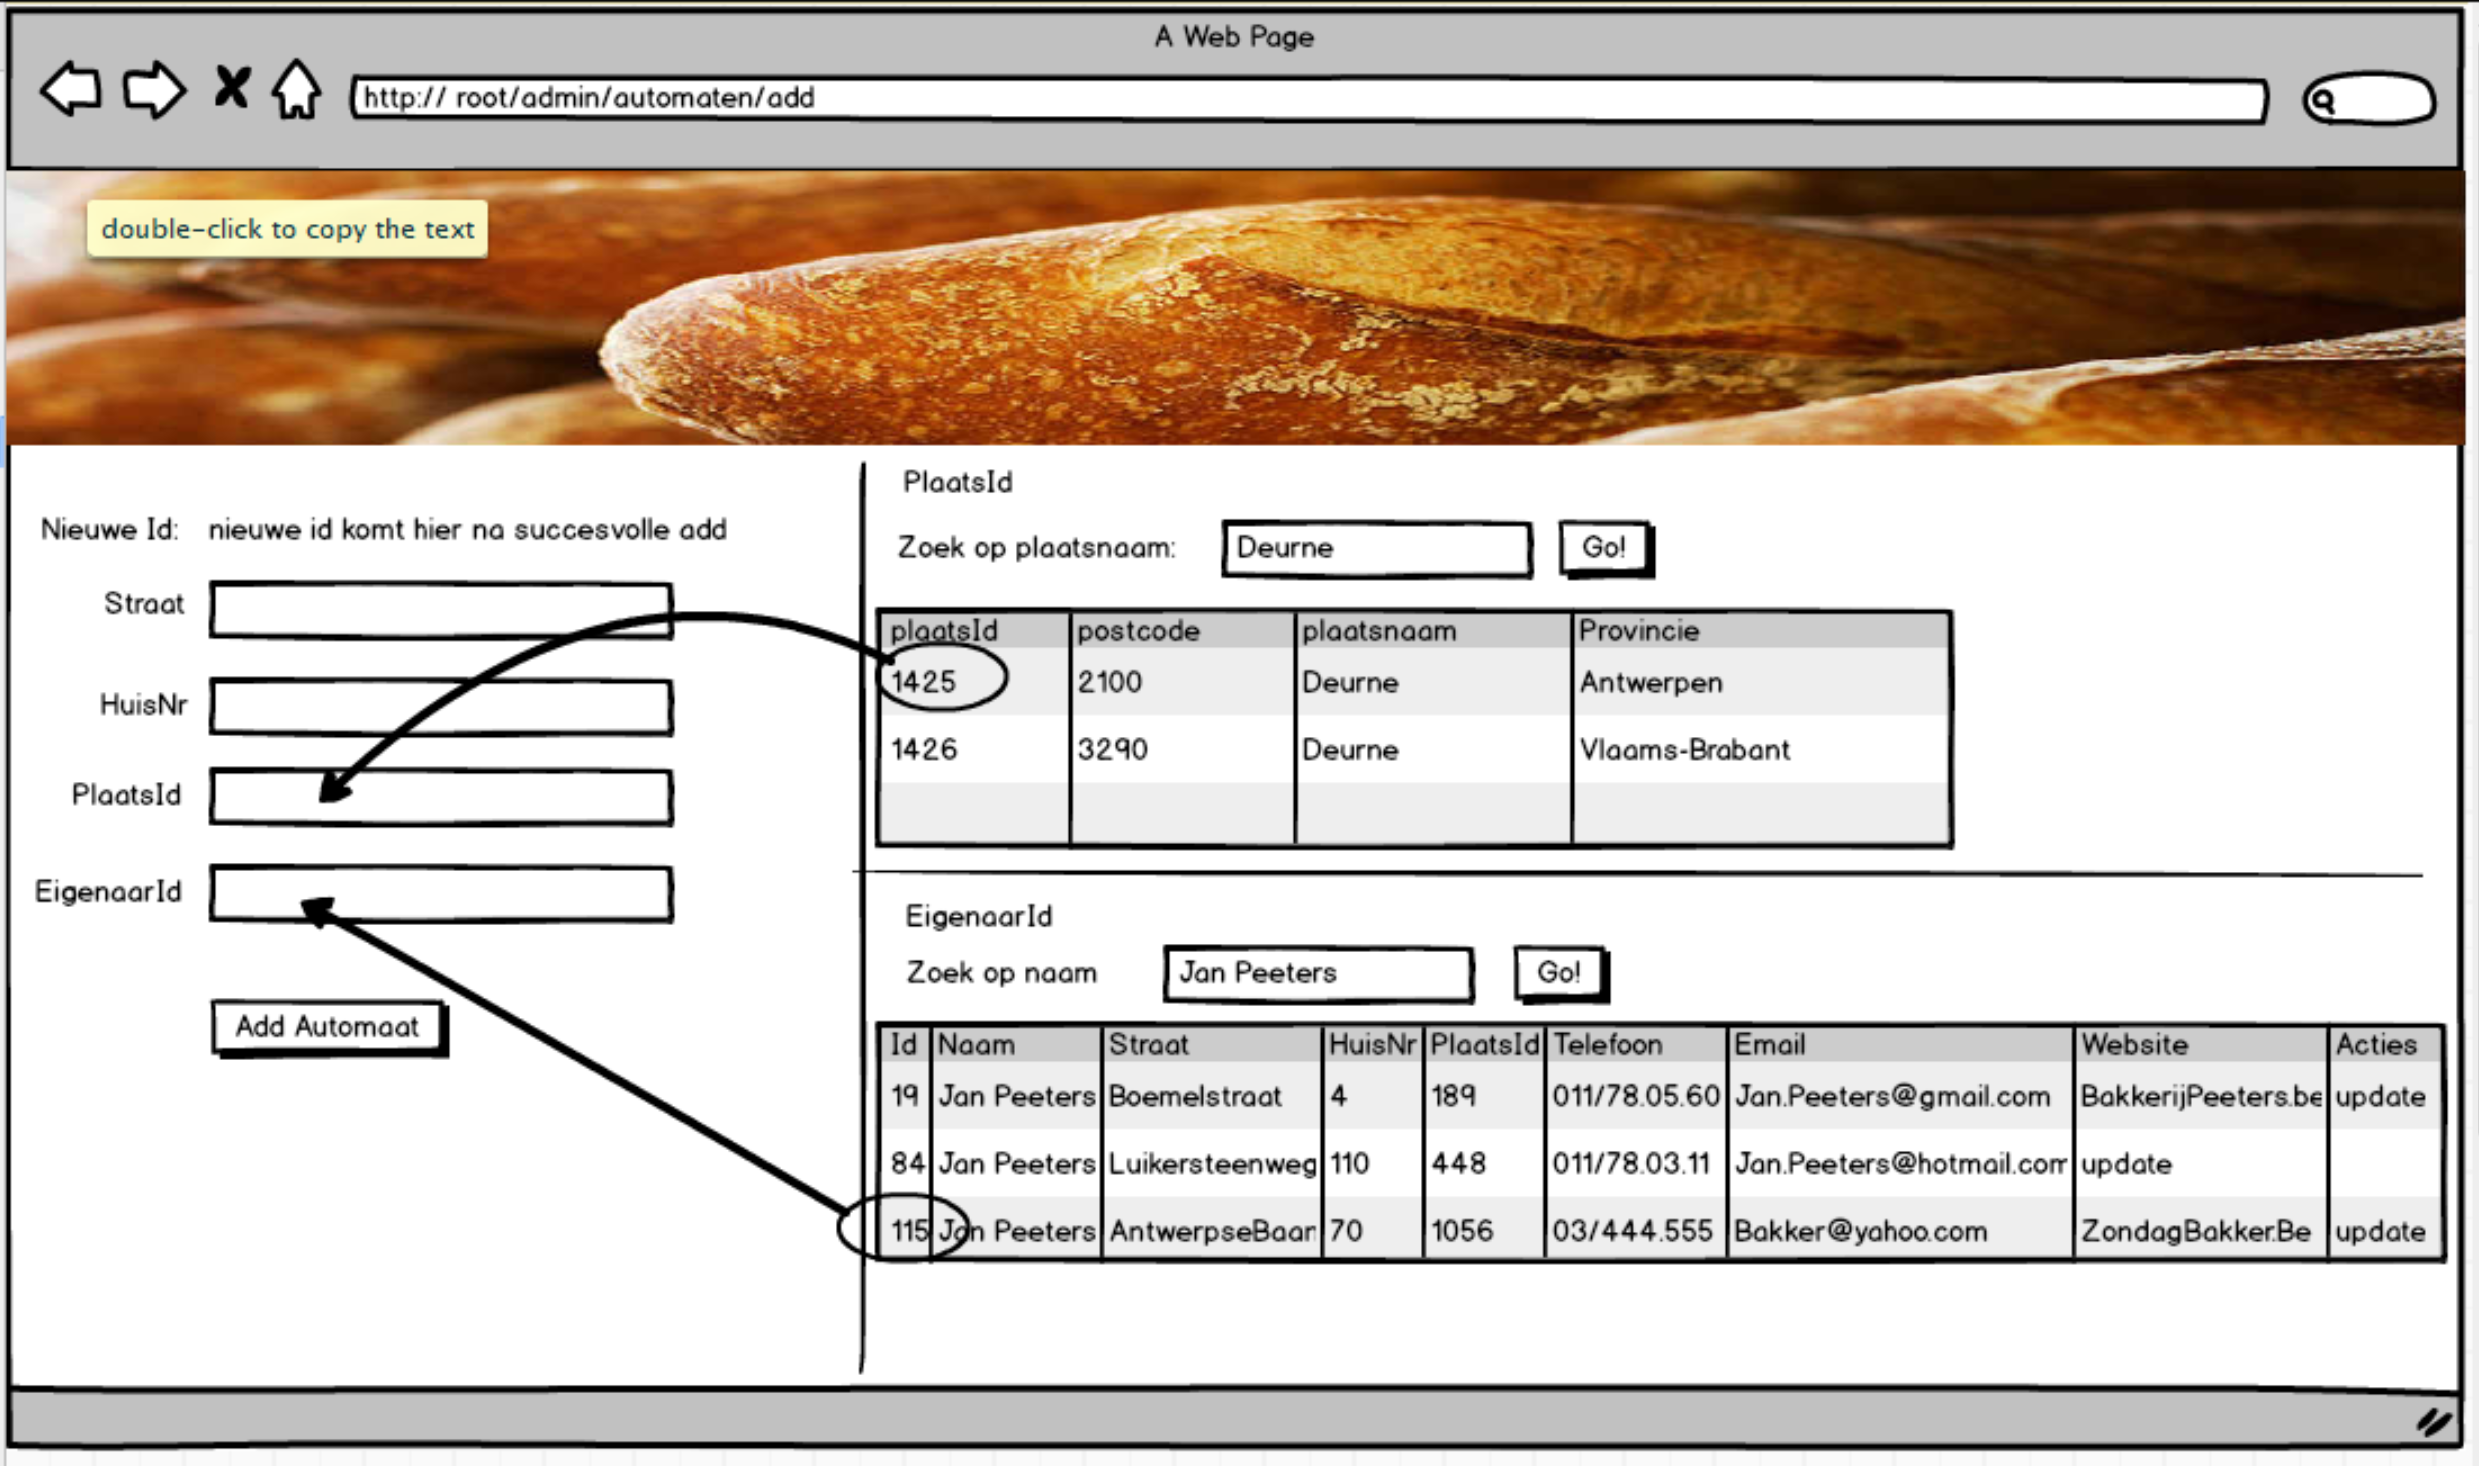 A Web Page
http:// root/admin/automaten/add
double-click to copy the text
Nieuwe Id: nieuwe id komt hier na succesvolle add
Straat
HuisNr
PlaatsId
EigenaarId
Add Automaat
PlaatsId
Zoek op plaatsnaam: Deurne Go!
plaatsId postcode plaatsnaam Provincie
1425 2100 Deurne Antwerpen
1426 3290 Deurne Vlaams-Brabant
EigenaarId
Zoek op naam Jan Peeters Go!
Id Naam Straat HuisNr PlaatsId Telefoon Email Website Acties
19 Jan Peeters Boemelstraat 4 189 011/78.05.60 Jan.Peeters@gmail.com BakkerijPeeters.be update
84 Jan Peeters Luikersteenweg 110 448 011/78.03.11 Jan.Peeters@hotmail.com update
115 Jan Peeters AntwerpseBaan 70 1056 03/444.555 Bakker@yahoo.com ZondagBakker.Be update